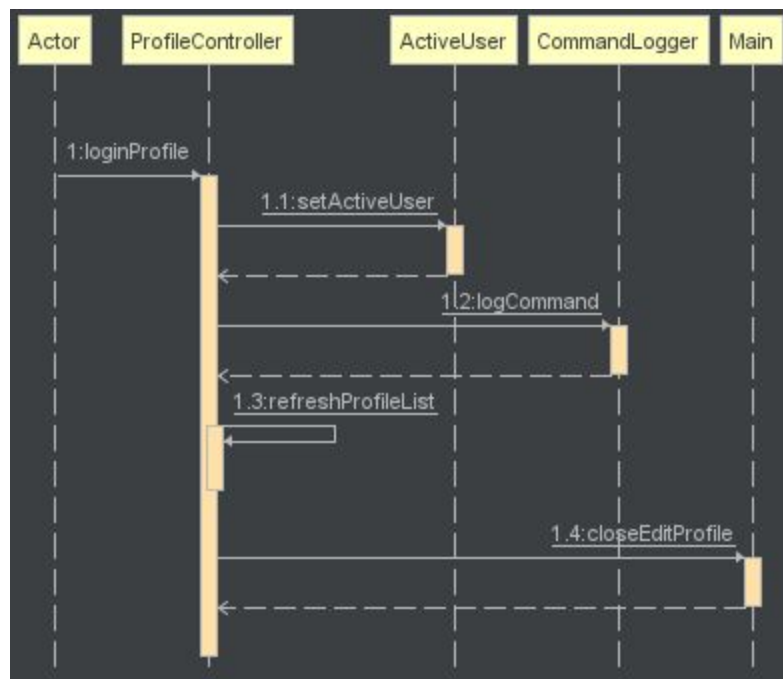 Actor
ProfileController
ActiveUser
CommandLogger
Main
1:loginProfile
1.1:setActiveUser
1.2:logCommand
1.3:refreshProfileList
1.4:closeEditProfile